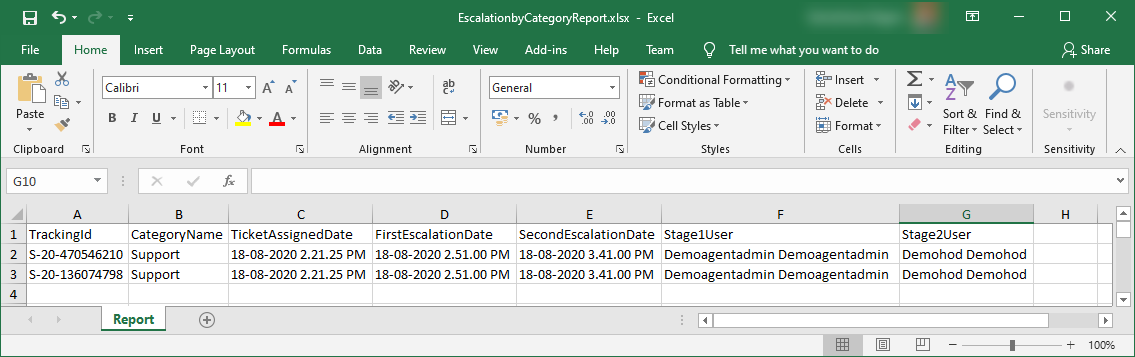 EscalationbyCategoryReport.xlsx - Excel
File Home Insert Page Layout Formulas Data Review View Add-ins Help Team Tell me what you want to do Share
Paste Calibri 11 A A ab c General Conditional Formatting Insert Σ
B I U A $ % , .00 Format as Table Delete Sort & Filter Find & Select Sensitivity
Cell Styles Format
Clipboard Font Alignment Number Styles Cells Editing Sensitivity
G10 fx
A B C D E F G H
1 TrackingId CategoryName TicketAssignedDate FirstEscalationDate SecondEscalationDate Stage1User Stage2User
2 S-20-470546210 Support 18-08-2020 2.21.25 PM 18-08-2020 2.51.00 PM 18-08-2020 3.41.00 PM Demoagentadmin Demoagentadmin Demohod Demohod
3 S-20-136074798 Support 18-08-2020 2.21.25 PM 18-08-2020 2.51.00 PM 18-08-2020 3.41.00 PM Demoagentadmin Demoagentadmin Demohod Demohod
4
Report
100%